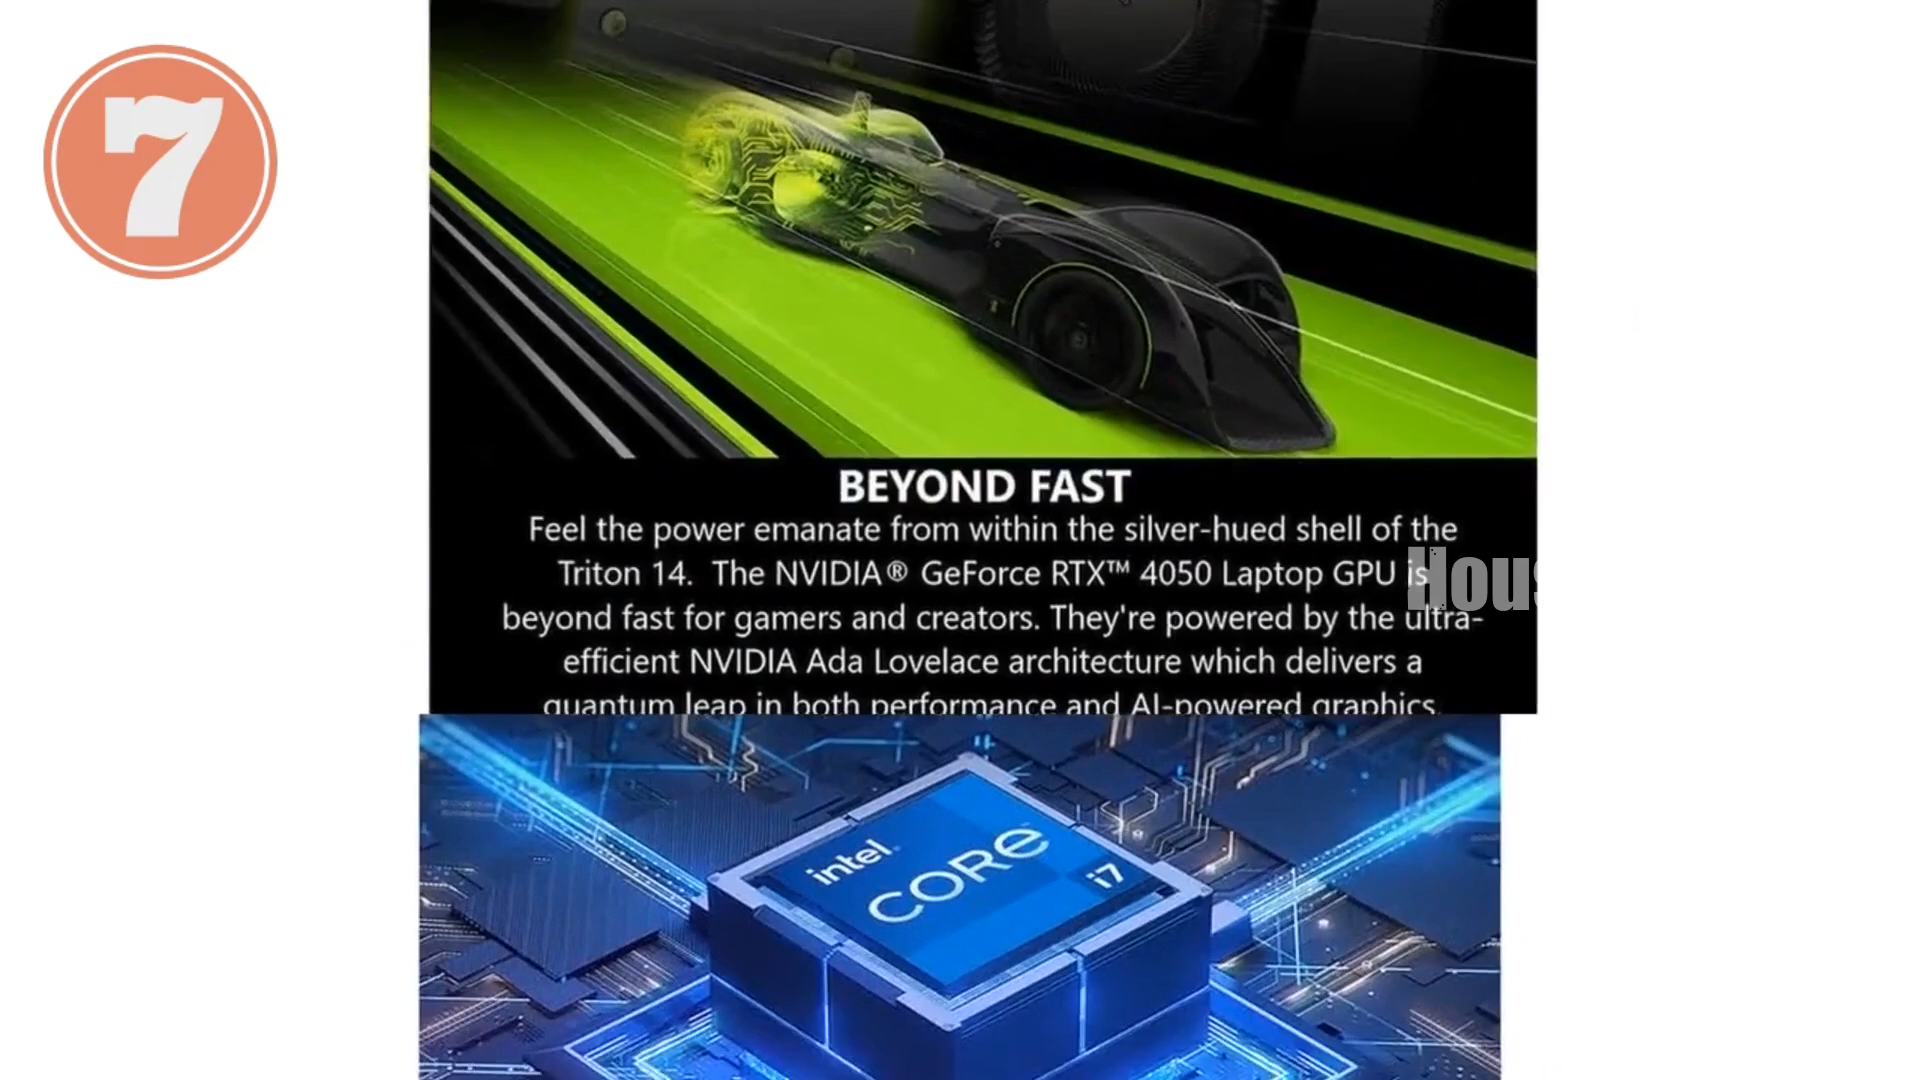 7
BEYOND FAST
Feel the power emanate from within the silver-hued shell of the
Triton 14. The NVIDIA® GeForce RTX™ 4050 Laptop GPU is
Hous
beyond fast for gamers and creators. They're powered by the ultra-
efficient NVIDIA Ada Lovelace architecture which delivers a
quantum leap in both performance and AI-powered graphics.
intel
CORE
i7